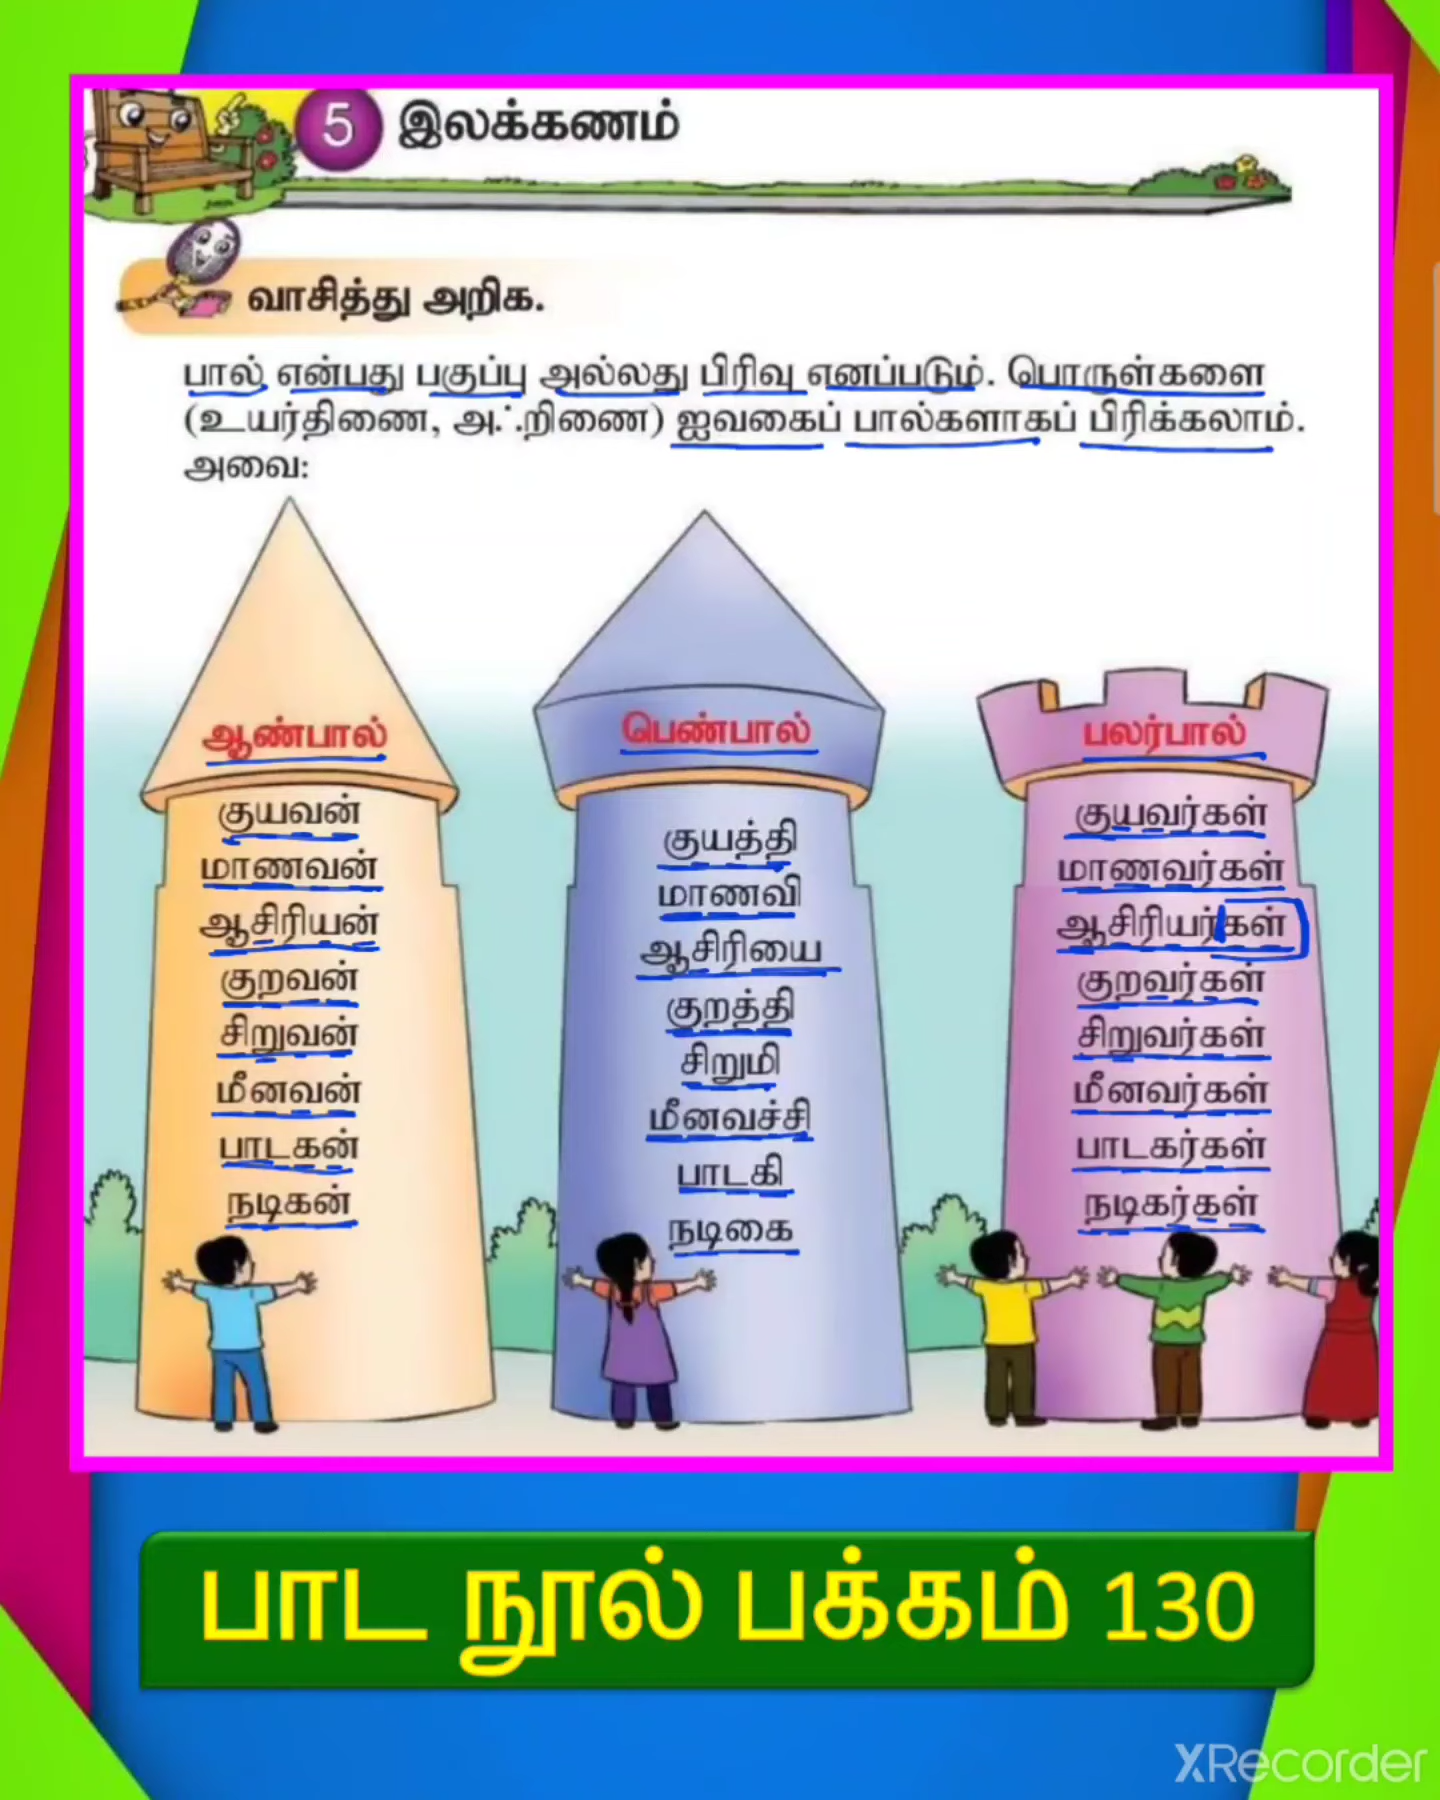 5 இலக்கணம்
வாசித்து அறிக.
பால் என்பது பகுப்பு அல்லது பிரிவு எனப்படும். பொருள்களை
(உயர்திணை, அஃறிணை) ஐவகைப் பால்களாகப் பிரிக்கலாம்.
அவை:
ஆண்பால்
குயவன்
மாணவன்
ஆசிரியன்
குறவன்
சிறுவன்
மீனவன்
பாடகன்
நடிகன்
பெண்பால்
குயத்தி
மாணவி
ஆசிரியை
குறத்தி
சிறுமி
மீனவச்சி
பாடகி
நடிகை
பலர்பால்
குயவர்கள்
மாணவர்கள்
ஆசிரியர்கள்
குறவர்கள்
சிறுவர்கள்
மீனவர்கள்
பாடகர்கள்
நடிகர்கள்
பாட நூல் பக்கம் 130
XRecorder